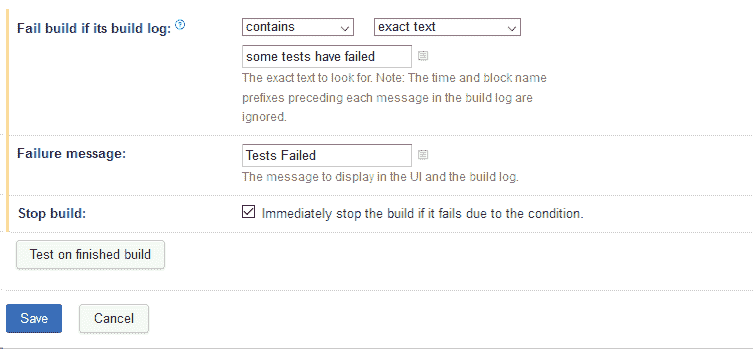 Fail build if its build log: ? contains exact text
some tests have failed
The exact text to look for. Note: The time and block name
prefixes preceding each message in the build log are
ignored.
Failure message: Tests Failed
The message to display in the UI and the build log.
Stop build: Immediately stop the build if it fails due to the condition.
Test on finished build
Save Cancel